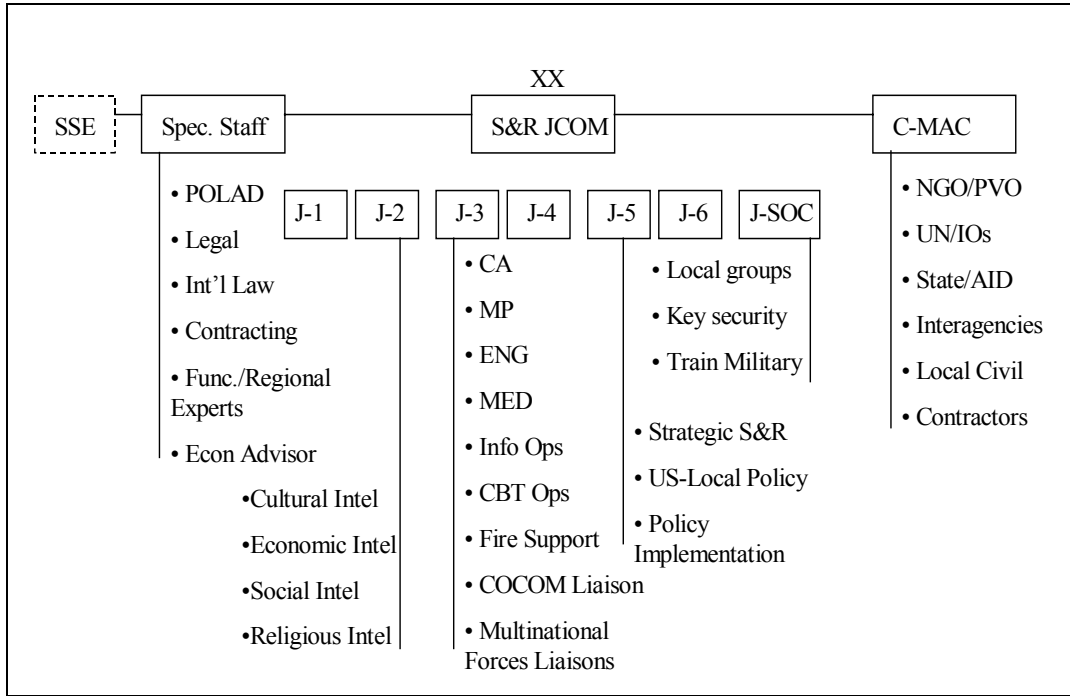 XX
SSE
Spec. Staff
S&R JCOM
C-MAC
• POLAD
• Legal
• Int’l Law
• Contracting
• Func./Regional
Experts
• Econ Advisor
J-1
J-2
J-3
J-4
J-5
J-6
J-SOC
•Cultural Intel
•Economic Intel
•Social Intel
•Religious Intel
• CA
• MP
• ENG
• MED
• Info Ops
• CBT Ops
• Fire Support
• COCOM Liaison
• Multinational
Forces Liaisons
• Strategic S&R
• US-Local Policy
• Policy
Implementation
• Local groups
• Key security
• Train Military
• NGO/PVO
• UN/IOs
• State/AID
• Interagencies
• Local Civil
• Contractors